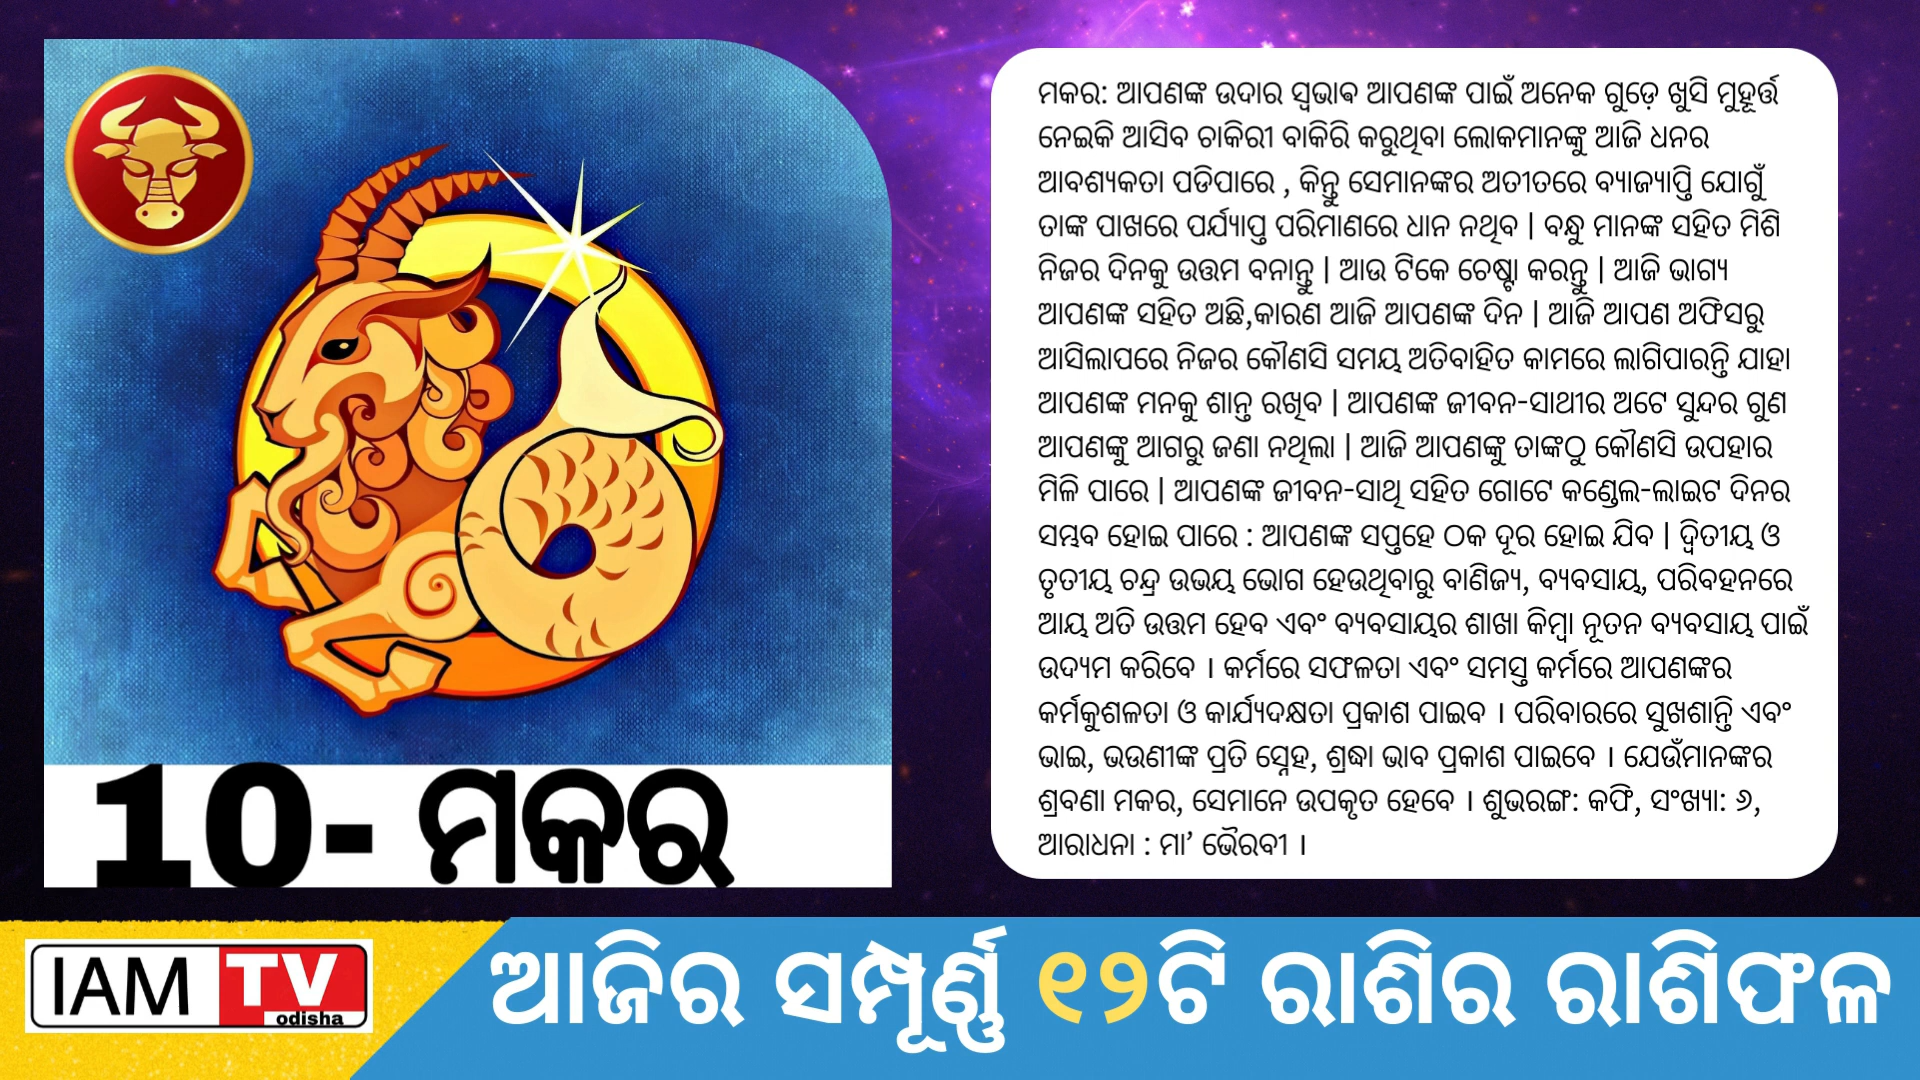 ମକର: ଆପଣଙ୍କ ଉଦାର ସ୍ୱଭାଵ ଆପଣଙ୍କ ପାଇଁ ଅନେକ ଗୁଡ଼େ ଖୁସି ମୁହୂର୍ତ୍ତ
ନେଇକି ଆସିବ ଚାକିରୀ ବାକିରି କରୁଥିବା ଲୋକମାନଙ୍କୁ ଆଜି ଧନର
ଆବଶ୍ୟକତା ପଡିପାରେ , କିନ୍ତୁ ସେମାନଙ୍କର ଅତୀତରେ ବ୍ୟାଜ୍ୟାପ୍ତି ଯୋଗୁଁ
ତାଙ୍କ ପାଖରେ ପର୍ଯ୍ୟାପ୍ତ ପରିମାଣରେ ଧାନ ନଥିବ | ବନ୍ଧୁ ମାନଙ୍କ ସହିତ ମିଶି
ନିଜର ଦିନକୁ ଉତ୍ତମ ବନାନ୍ତୁ | ଆଉ ଟିକେ ଚେଷ୍ଟା କରନ୍ତୁ | ଆଜି ଭାଗ୍ୟ
ଆପଣଙ୍କ ସହିତ ଅଛି,କାରଣ ଆଜି ଆପଣଙ୍କ ଦିନ | ଆଜି ଆପଣ ଅଫିସରୁ
ଆସିଲାପରେ ନିଜର କୌଣସି ସମୟ ଅତିବାହିତ କାମରେ ଲାଗିପାରନ୍ତି ଯାହା
ଆପଣଙ୍କ ମନକୁ ଶାନ୍ତ ରଖିବ | ଆପଣଙ୍କ ଜୀବନ-ସାଥୀର ଅଟେ ସୁନ୍ଦର ଗୁଣ
ଆପଣଙ୍କୁ ଆଗରୁ ଜଣା ନଥିଲା | ଆଜି ଆପଣଙ୍କୁ ତାଙ୍କଠୁ କୌଣସି ଉପହାର
ମିଳି ପାରେ | ଆପଣଙ୍କ ଜୀବନ-ସାଥି ସହିତ ଗୋଟେ କଣ୍ଡେଲ-ଲାଇଟ ଦିନର
ସମ୍ଭବ ହୋଇ ପାରେ : ଆପଣଙ୍କ ସପ୍ତହେ ଠକ ଦୂର ହୋଇ ଯିବ | ଦ୍ୱିତୀୟ ଓ
ତୃତୀୟ ଚନ୍ଦ୍ର ଉଭୟ ଭୋଗ ହେଉଥିବାରୁ ବାଣିଜ୍ୟ, ବ୍ୟବସାୟ, ପରିବହନରେ
ଆୟ ଅତି ଉତ୍ତମ ହେବ ଏବଂ ବ୍ୟବସାୟର ଶାଖା କିମ୍ବା ନୂତନ ବ୍ୟବସାୟ ପାଇଁ
ଉଦ୍ୟମ କରିବେ । କର୍ମରେ ସଫଳତା ଏବଂ ସମସ୍ତ କର୍ମରେ ଆପଣଙ୍କର
କର୍ମକୁଶଳତା ଓ କାର୍ଯ୍ୟଦକ୍ଷତା ପ୍ରକାଶ ପାଇବ । ପରିବାରରେ ସୁଖଶାନ୍ତି ଏବଂ
ଭାଇ, ଭଉଣୀଙ୍କ ପ୍ରତି ସ୍ନେହ, ଶ୍ରଦ୍ଧା ଭାବ ପ୍ରକାଶ ପାଇବେ । ଯେଉଁମାନଙ୍କର
ଶ୍ରବଣା ମକର, ସେମାନେ ଉପକୃତ ହେବେ । ଶୁଭରଙ୍ଗ: କଫି, ସଂଖ୍ୟା: ୬,
ଆରାଧନା : ମା’ ଭୈରବୀ ।
10- ମକର
IAM TV
odisha
ଆଜିର ସମ୍ପୂର୍ଣ୍ଣ ୧୨ଟି ରାଶିର ରାଶିଫଳ